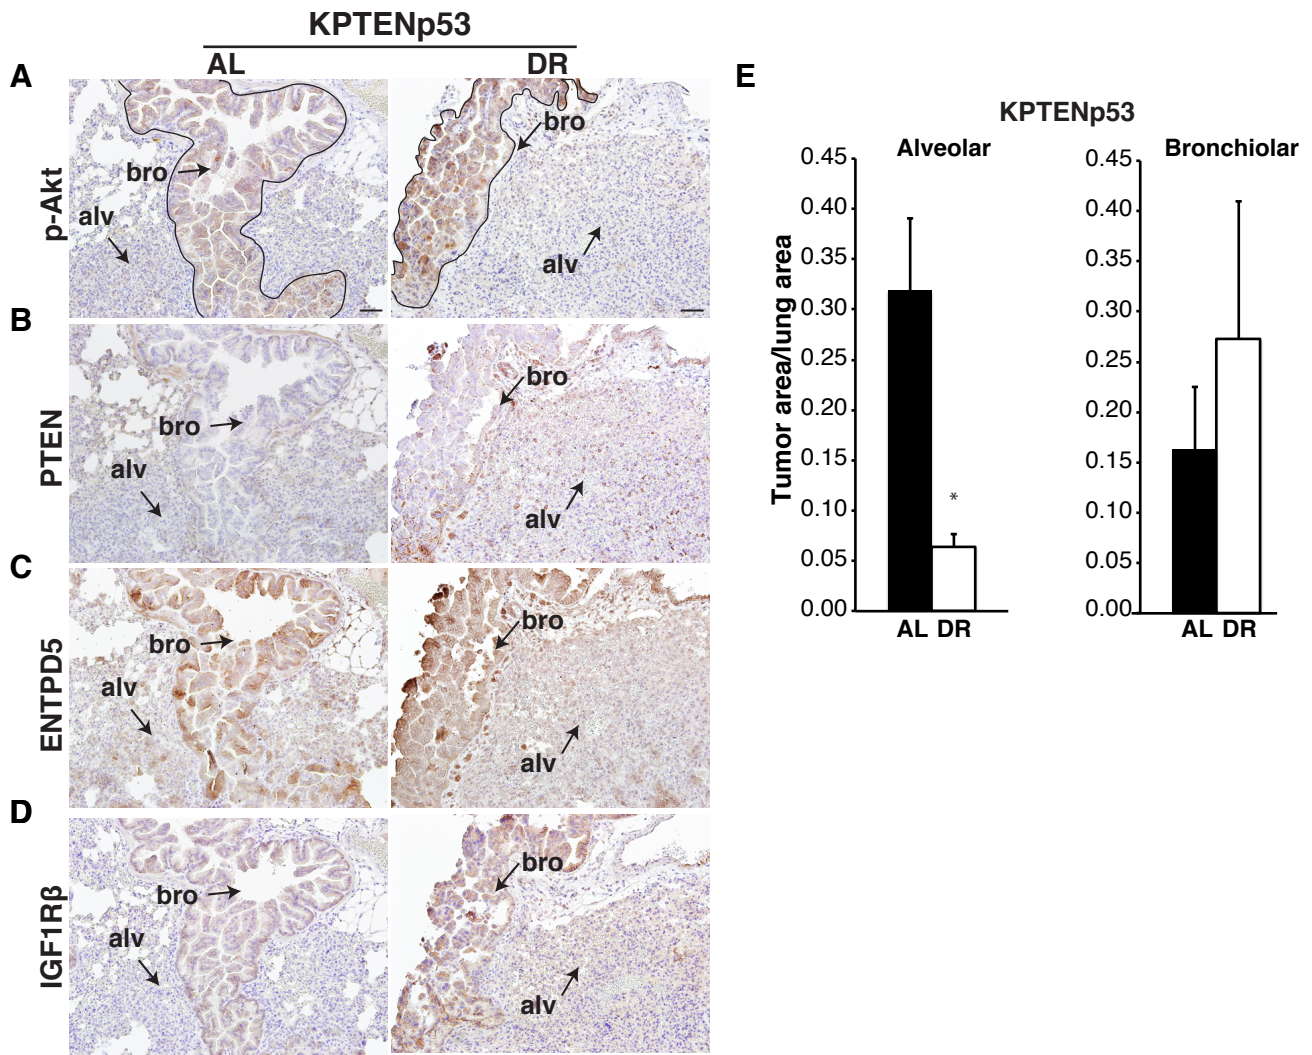 KPTENp53
AL
DR
A
p-Akt
bro
alv
bro
alv
B
PTEN
bro
alv
bro
alv
C
ENTPD5
bro
alv
bro
alv
D
IGF1Rβ
bro
alv
bro
alv
E
KPTENp53
Alveolar
Tumor area/lung area
0.45
0.40
0.35
0.30
0.25
0.20
0.15
0.10
0.05
0.00
*
AL DR
Bronchiolar
0.45
0.40
0.35
0.30
0.25
0.20
0.15
0.10
0.05
0.00
AL DR